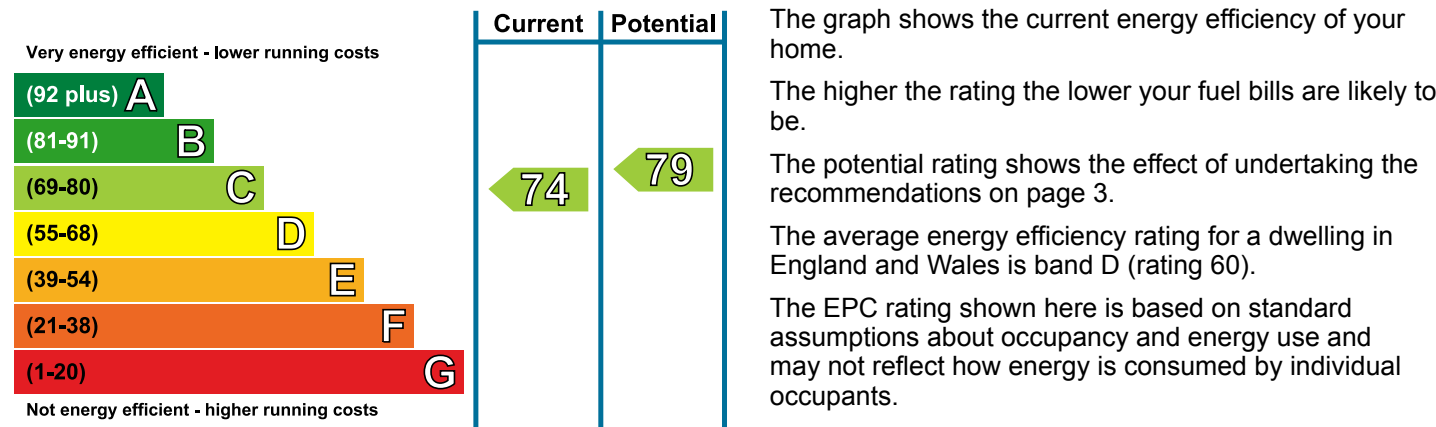 Current Potential
Very energy efficient - lower running costs
(92 plus) A
(81-91) B
(69-80) C
(55-68) D
(39-54) E
(21-38) F
(1-20) G
Not energy efficient - higher running costs
74
79
The graph shows the current energy efficiency of your
home.
The higher the rating the lower your fuel bills are likely to
be.
The potential rating shows the effect of undertaking the
recommendations on page 3.
The average energy efficiency rating for a dwelling in
England and Wales is band D (rating 60).
The EPC rating shown here is based on standard
assumptions about occupancy and energy use and
may not reflect how energy is consumed by individual
occupants.